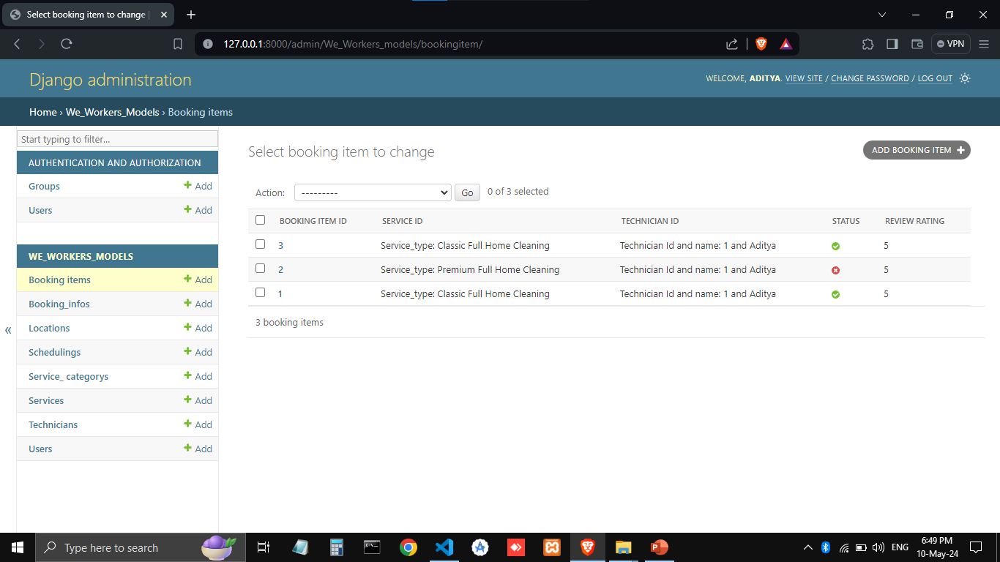 Select booking item to change |
127.0.0.1:8000/admin/We_Workers_models/bookingitem/
VPN
Django administration
WELCOME, ADITYA. VIEW SITE / CHANGE PASSWORD / LOG OUT
Home › We_Workers_Models › Booking items
Start typing to filter...
AUTHENTICATION AND AUTHORIZATION
Groups + Add
Users + Add
WE_WORKERS_MODELS
Booking items + Add
Booking_infos + Add
Locations + Add
Schedulings + Add
Service_ categorys + Add
Services + Add
Technicians + Add
Users + Add
«
Select booking item to change
ADD BOOKING ITEM +
Action: --------- Go 0 of 3 selected
BOOKING ITEM ID SERVICE ID TECHNICIAN ID STATUS REVIEW RATING
3 Service_type: Classic Full Home Cleaning Technician Id and name: 1 and Aditya 5
2 Service_type: Premium Full Home Cleaning Technician Id and name: 1 and Aditya 5
1 Service_type: Classic Full Home Cleaning Technician Id and name: 1 and Aditya 5
3 booking items
Type here to search
ENG
6:49 PM
10-May-24